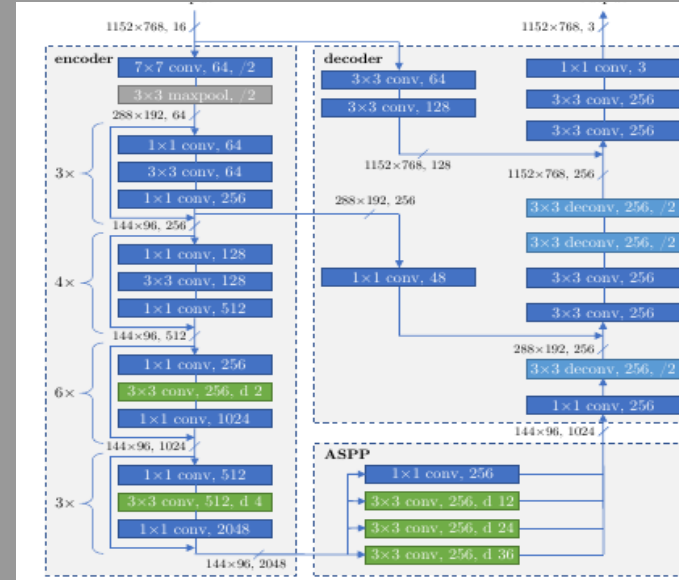 1152×768, 16
encoder
7×7 conv, 64, /2
3×3 maxpool, /2
288×192, 64
3×
1×1 conv, 64
3×3 conv, 64
1×1 conv, 256
144×96, 256
4×
1×1 conv, 128
3×3 conv, 128
1×1 conv, 512
144×96, 512
6×
1×1 conv, 256
3×3 conv, 256, d 2
1×1 conv, 1024
144×96, 1024
3×
1×1 conv, 512
3×3 conv, 512, d 4
1×1 conv, 2048
144×96, 2048
decoder
3×3 conv, 64
3×3 conv, 128
1152×768, 128
288×192, 256
1×1 conv, 48
1152×768, 3
1×1 conv, 3
3×3 conv, 256
3×3 conv, 256
1152×768, 256
3×3 deconv, 256, /2
3×3 deconv, 256, /2
3×3 conv, 256
3×3 conv, 256
288×192, 256
3×3 deconv, 256, /2
1×1 conv, 256
144×96, 1024
ASPP
1×1 conv, 256
3×3 conv, 256, d 12
3×3 conv, 256, d 24
3×3 conv, 256, d 36